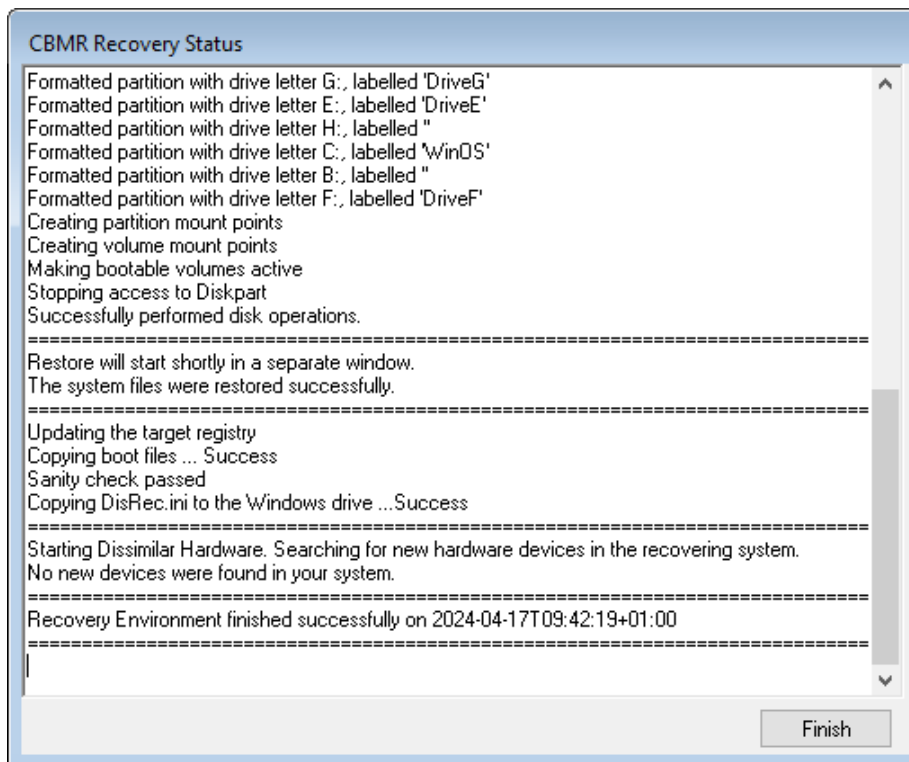 CBMR Recovery Status
Formatted partition with drive letter G:, labelled 'DriveG'
Formatted partition with drive letter E:, labelled 'DriveE'
Formatted partition with drive letter H:, labelled ''
Formatted partition with drive letter C:, labelled 'WinOS'
Formatted partition with drive letter B:, labelled ''
Formatted partition with drive letter F:, labelled 'DriveF'
Creating partition mount points
Creating volume mount points
Making bootable volumes active
Stopping access to Diskpart
Successfully performed disk operations.
======================================================================
Restore will start shortly in a separate window.
The system files were restored successfully.
======================================================================
Updating the target registry
Copying boot files ... Success
Sanity check passed
Copying DisRec.ini to the Windows drive ...Success
======================================================================
Starting Dissimilar Hardware. Searching for new hardware devices in the recovering system.
No new devices were found in your system.
======================================================================
Recovery Environment finished successfully on 2024-04-17T09:42:19+01:00
======================================================================
Finish